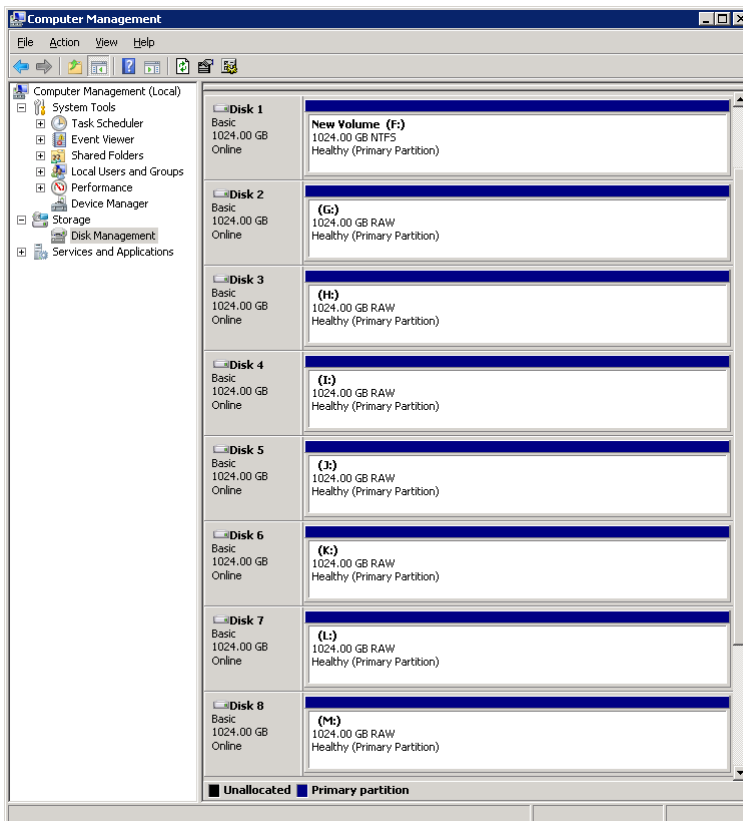 Computer Management
File Action View Help
Computer Management (Local)
System Tools
Task Scheduler
Event Viewer
Shared Folders
Local Users and Groups
Performance
Device Manager
Storage
Disk Management
Services and Applications
Disk 1
Basic
1024.00 GB
Online
New Volume (F:)
1024.00 GB NTFS
Healthy (Primary Partition)
Disk 2
Basic
1024.00 GB
Online
(G:)
1024.00 GB RAW
Healthy (Primary Partition)
Disk 3
Basic
1024.00 GB
Online
(H:)
1024.00 GB RAW
Healthy (Primary Partition)
Disk 4
Basic
1024.00 GB
Online
(I:)
1024.00 GB RAW
Healthy (Primary Partition)
Disk 5
Basic
1024.00 GB
Online
(J:)
1024.00 GB RAW
Healthy (Primary Partition)
Disk 6
Basic
1024.00 GB
Online
(K:)
1024.00 GB RAW
Healthy (Primary Partition)
Disk 7
Basic
1024.00 GB
Online
(L:)
1024.00 GB RAW
Healthy (Primary Partition)
Disk 8
Basic
1024.00 GB
Online
(M:)
1024.00 GB RAW
Healthy (Primary Partition)
Unallocated Primary partition